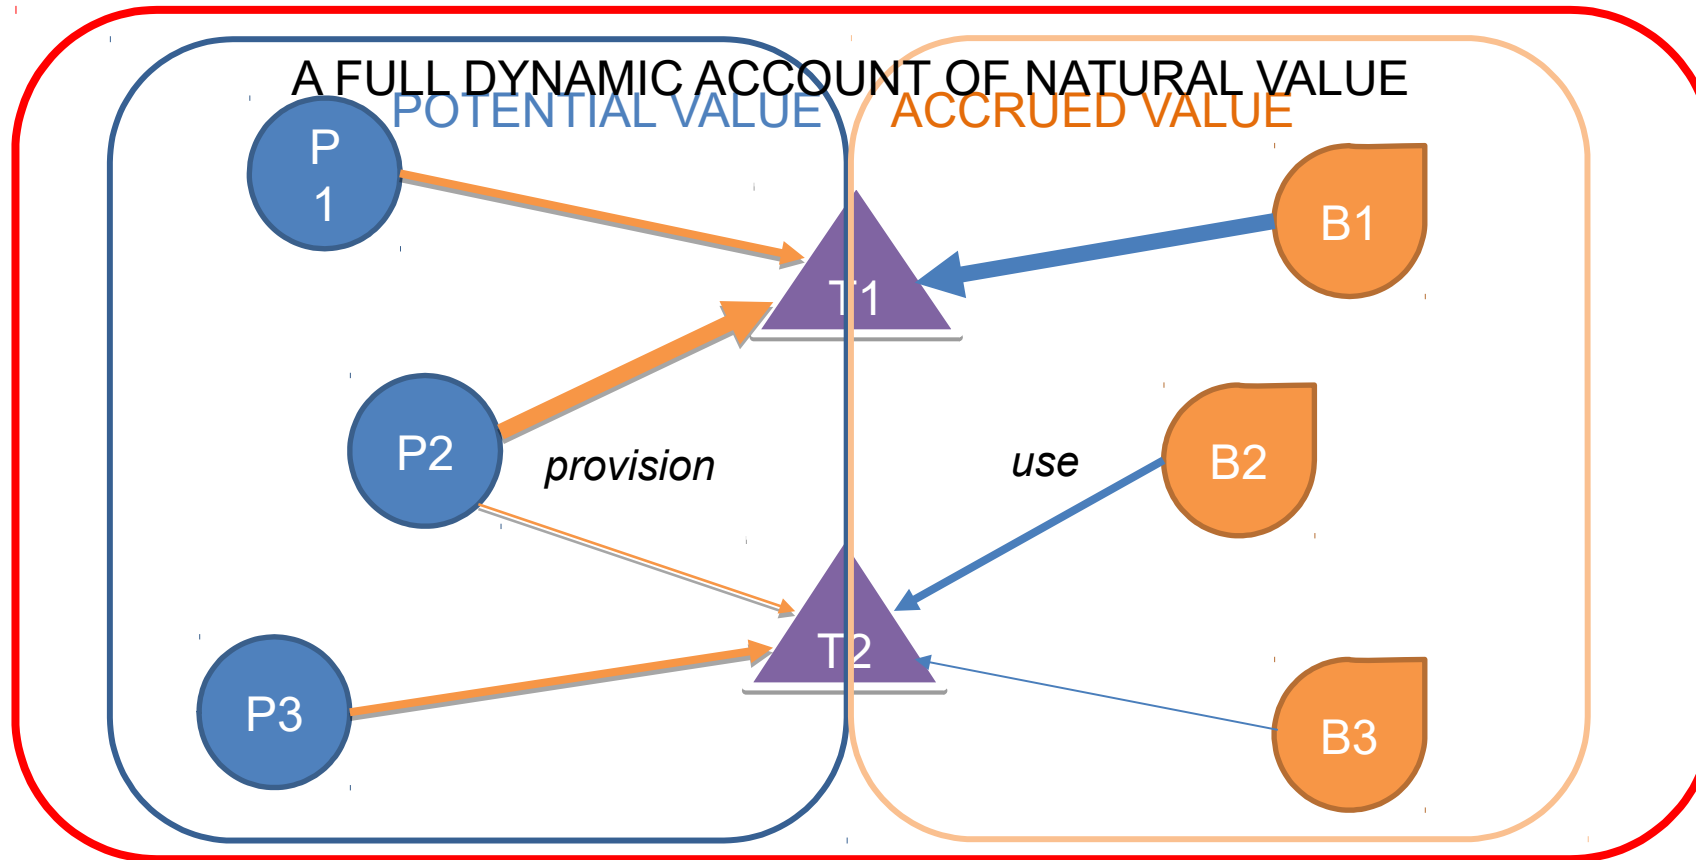 A FULL DYNAMIC ACCOUNT OF NATURAL VALUE
POTENTIAL VALUE
ACCRUED VALUE
P
1
B1
T1
P2
provision
use
B2
T2
P3
B3